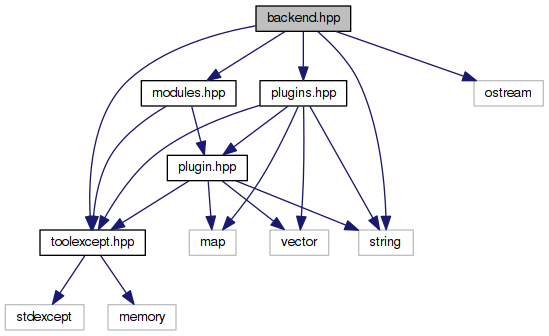 backend.hpp
modules.hpp
plugins.hpp
ostream
plugin.hpp
toolexcept.hpp
map
vector
string
stdexcept
memory